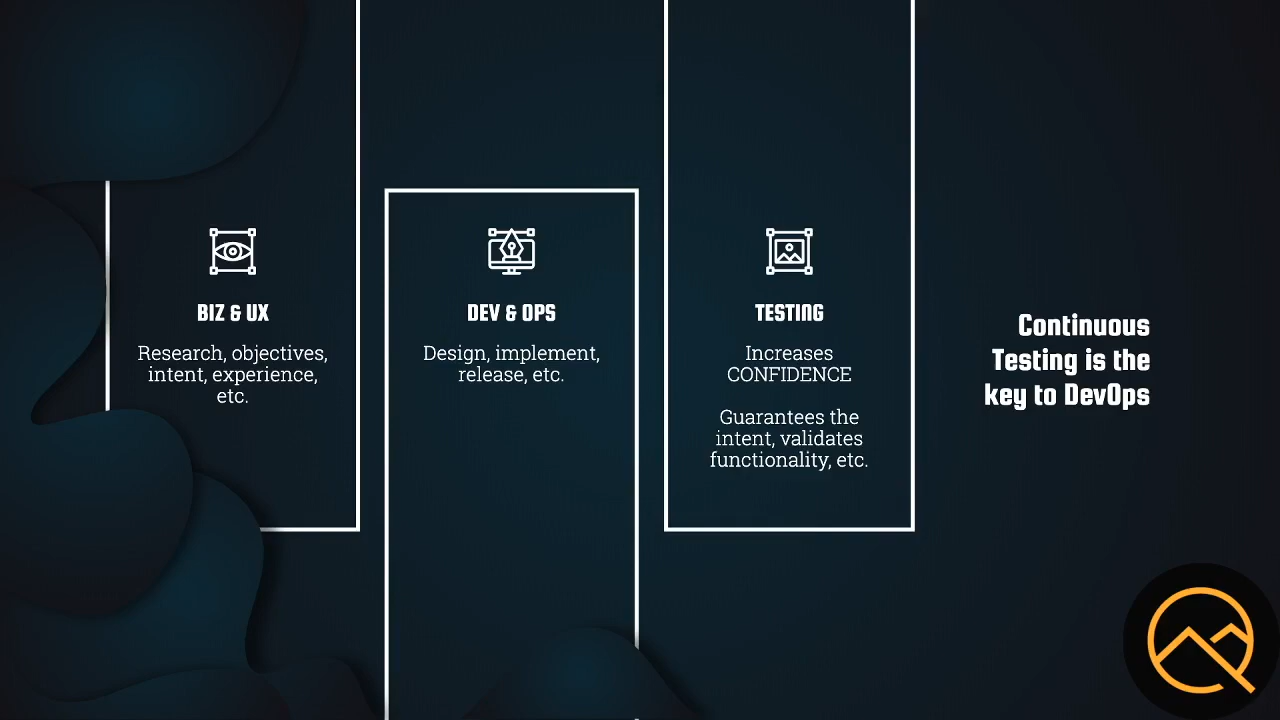 BIZ & UX
Research, objectives,
intent, experience,
etc.
DEV & OPS
Design, implement,
release, etc.
TESTING
Increases
CONFIDENCE
Guarantees the
intent, validates
functionality, etc.
Continuous
Testing is the
key to DevOps